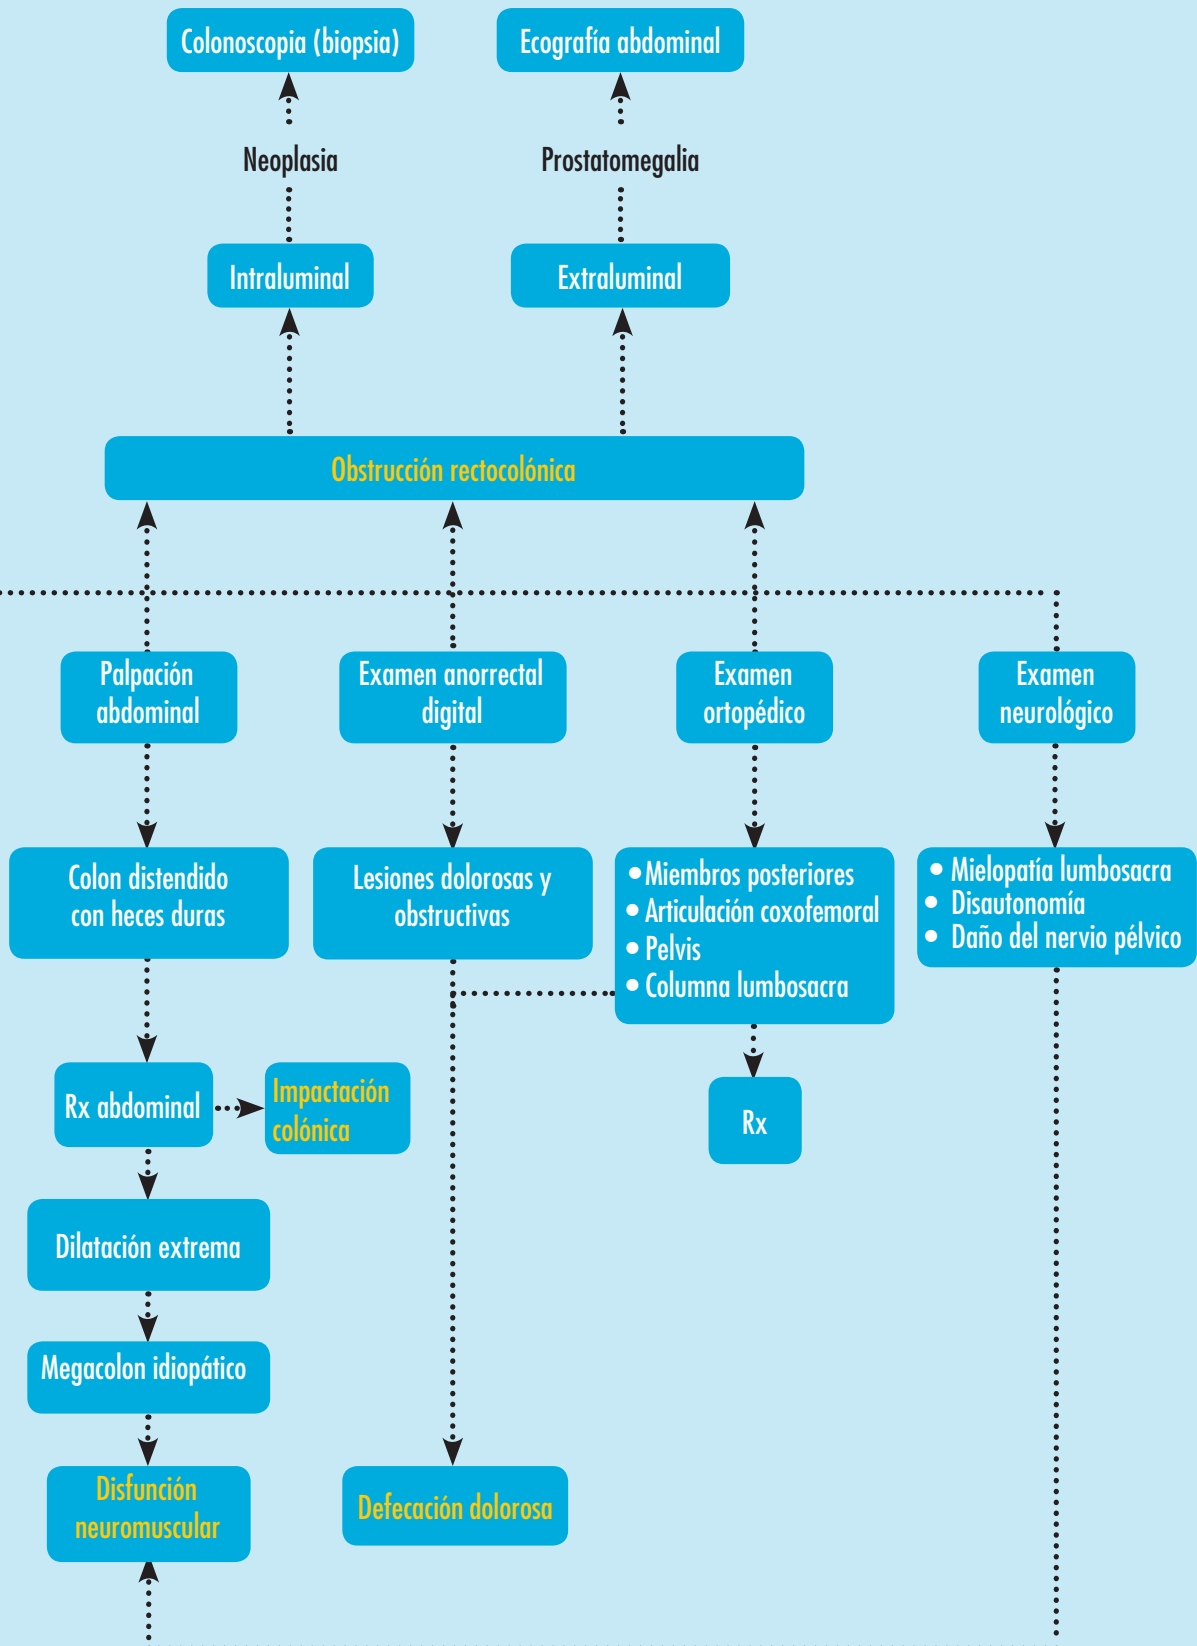 Colonoscopia (biopsia)
Ecografía abdominal
Neoplasia
Prostatomegalia
Intraluminal
Extraluminal
Obstrucción rectocolónica
Palpación
abdominal
Examen anorrectal
digital
Examen
ortopédico
Examen
neurológico
Colon distendido
con heces duras
Lesiones dolorosas y
obstructivas
• Miembros posteriores
• Articulación coxofemoral
• Pelvis
• Columna lumbosacra
• Mielopatía lumbosacra
• Disautonomía
• Daño del nervio pélvico
Rx abdominal
Impactación
colónica
Rx
Dilatación extrema
Megacolon idiopático
Disfunción
neuromuscular
Defecación dolorosa